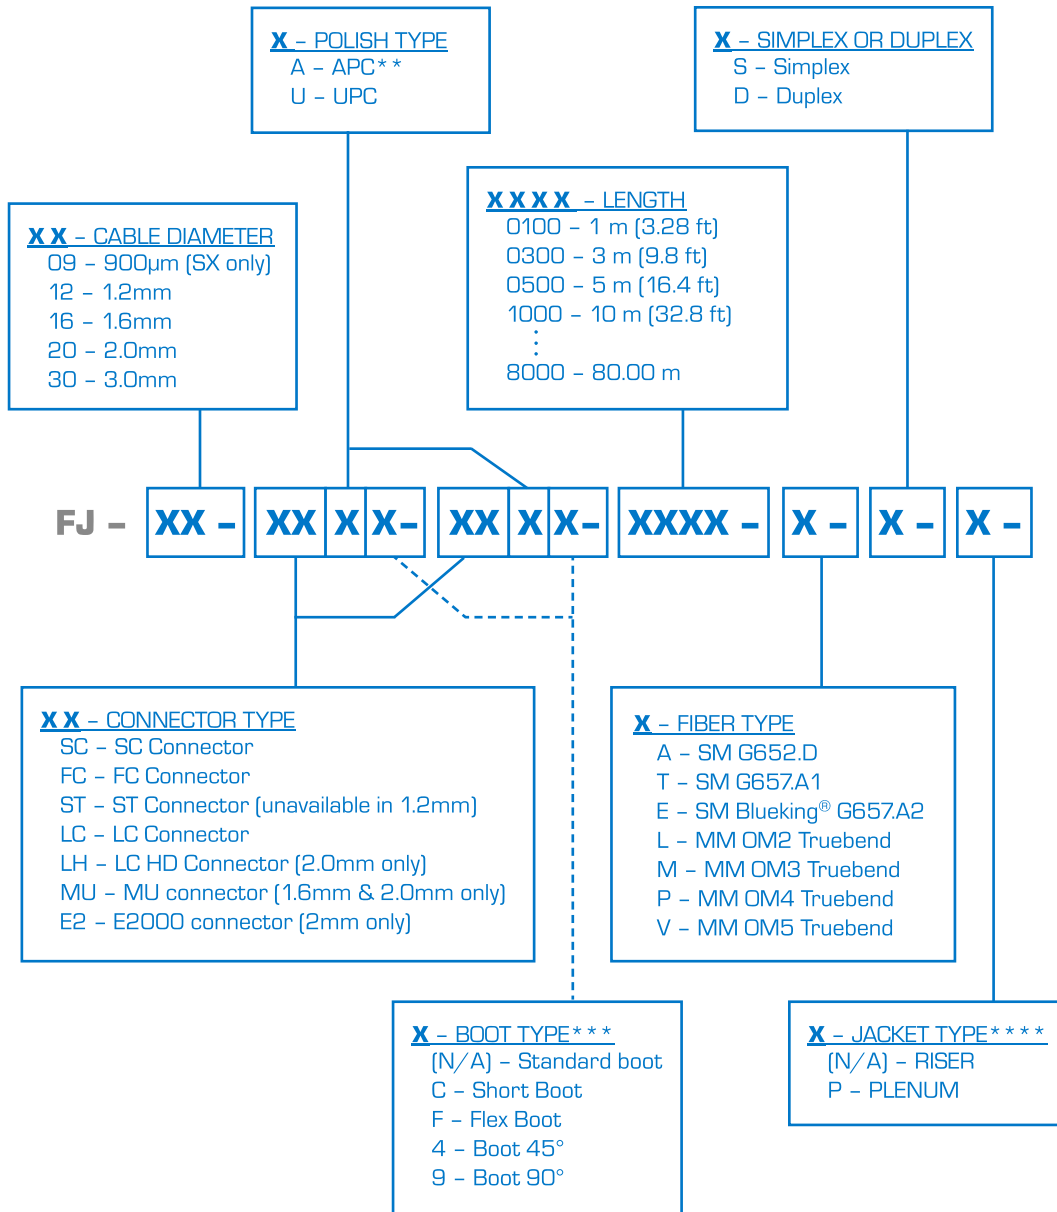 X – POLISH TYPE
A – APC**
U – UPC
X – SIMPLEX OR DUPLEX
S – Simplex
D – Duplex
XX – CABLE DIAMETER
09 – 900µm (SX only)
12 – 1.2mm
16 – 1.6mm
20 – 2.0mm
30 – 3.0mm
XXXX – LENGTH
0100 – 1 m (3.28 ft)
0300 – 3 m (9.8 ft)
0500 – 5 m (16.4 ft)
1000 – 10 m (32.8 ft)
8000 – 80.00 m
FJ – XX – XX X X – XX X X – XXXX – X – X – X –
XX – CONNECTOR TYPE
SC – SC Connector
FC – FC Connector
ST – ST Connector (unavailable in 1.2mm)
LC – LC Connector
LH – LC HD Connector (2.0mm only)
MU – MU connector (1.6mm & 2.0mm only)
E2 – E2000 connector (2mm only)
X – FIBER TYPE
A – SM G652.D
T – SM G657.A1
E – SM Blueking® G657.A2
L – MM OM2 Truebend
M – MM OM3 Truebend
P – MM OM4 Truebend
V – MM OM5 Truebend
X – BOOT TYPE***
(N/A) – Standard boot
C – Short Boot
F – Flex Boot
4 – Boot 45°
9 – Boot 90°
X – JACKET TYPE****
(N/A) – RISER
P – PLENUM